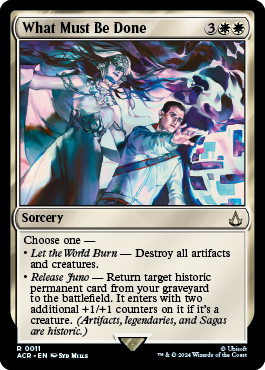 What Must Be Done 3
Sorcery
Choose one —
• Let the World Burn — Destroy all artifacts
and creatures.
• Release Juno — Return target historic
permanent card from your graveyard
to the battlefield. It enters with two
additional +1/+1 counters on it if it's a
creature. (Artifacts, legendaries, and Sagas
are historic.)
R 0011
ACR • EN Sid Mills
© Ubisoft
™ & © 2024 Wizards of the Coast